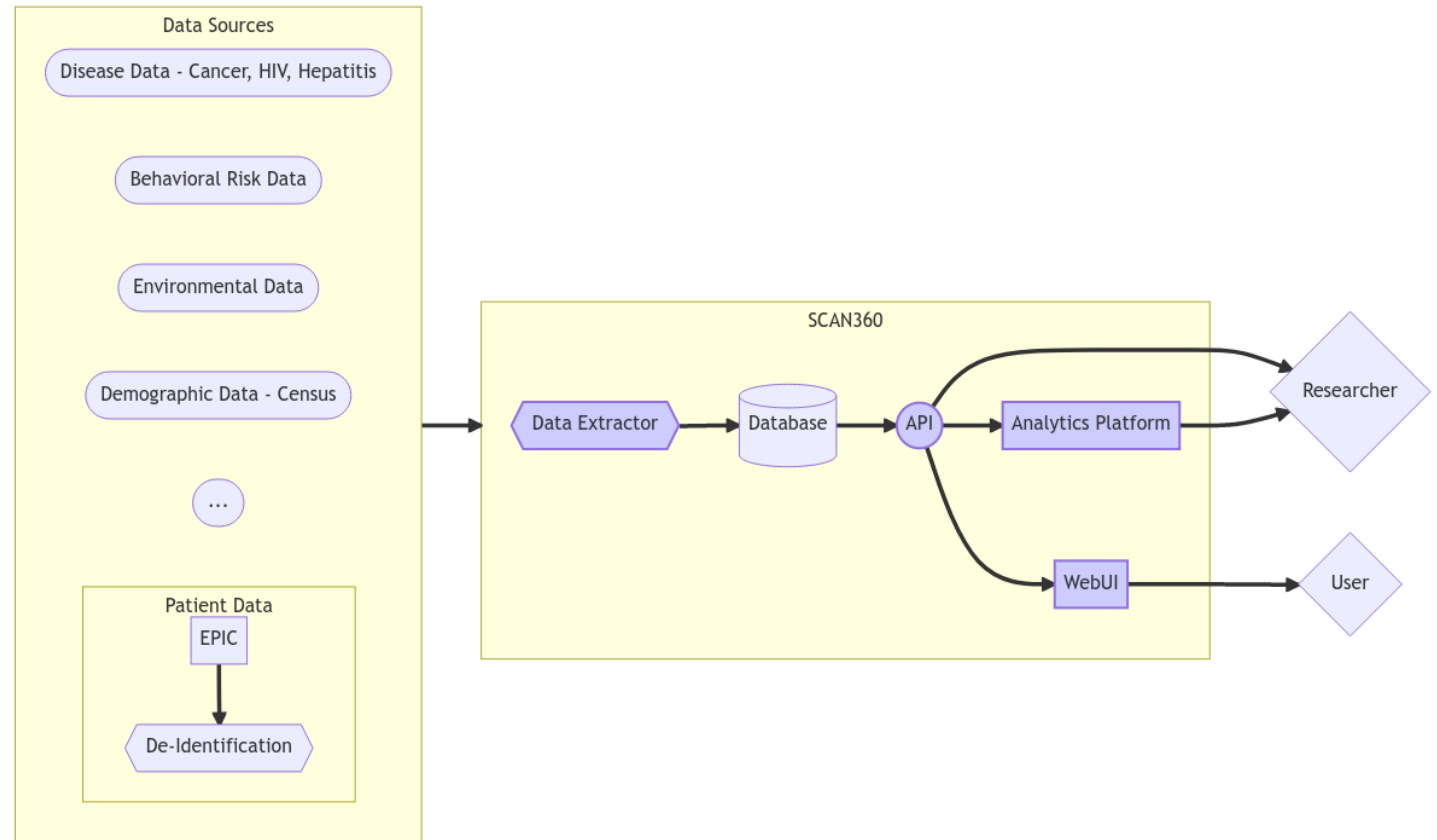 Data Sources
Disease Data - Cancer, HIV, Hepatitis
Behavioral Risk Data
Environmental Data
Demographic Data - Census
...
Patient Data
EPIC
De-Identification
SCAN360
Data Extractor
Database
API
Analytics Platform
WebUI
Researcher
User